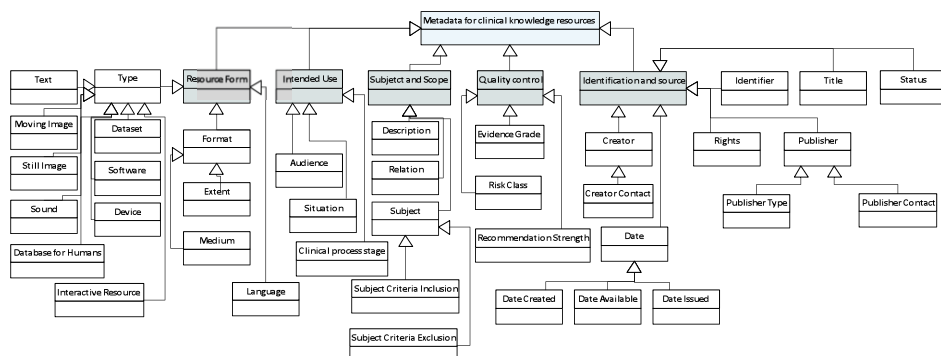 Metadata for clinical knowledge resources
Text
Type
Resource Form
Intended Use
Subjetct and Scope
Quality control
Identification and source
Identifier
Title
Status
Moving Image
Dataset
Format
Description
Evidence Grade
Creator
Rights
Publisher
Still Image
Software
Audience
Relation
Extent
Risk Class
Creator Contact
Sound
Device
Situation
Subject
Publisher Type
Publisher Contact
Database for Humans
Medium
Clinical process stage
Recommendation Strength
Date
Interactive Resource
Language
Subject Criteria Inclusion
Date Created
Date Available
Date Issued
Subject Criteria Exclusion